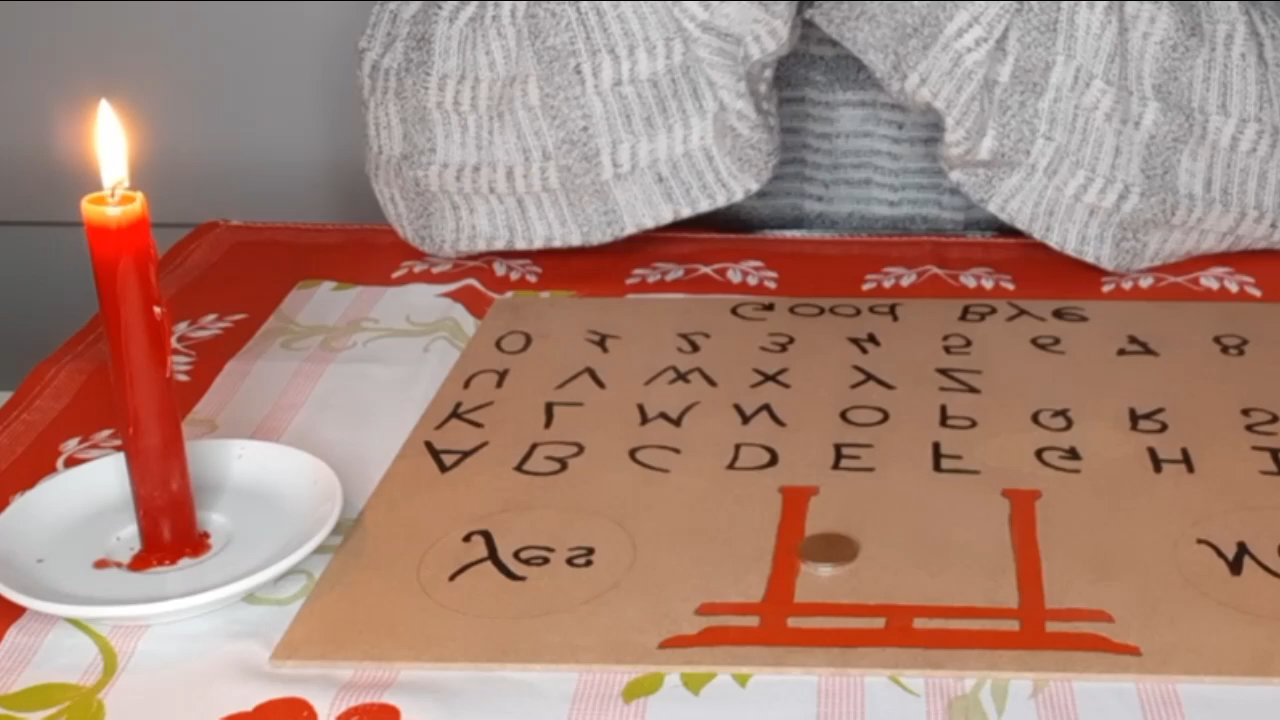 Yes
A B C D E F G H I
K L M N O P Q R S
U V W X Y Z
0 1 2 3 4 5 6 7 8
Good Bye